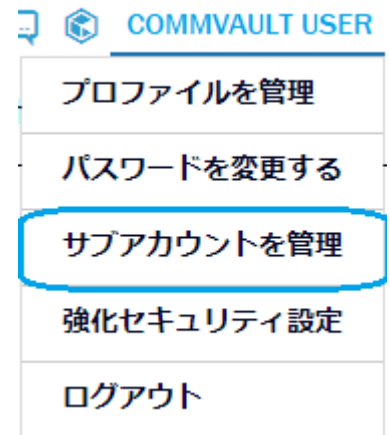 COMMVAULT USER
プロファイルを管理
パスワードを変更する
サブアカウントを管理
強化セキュリティ設定
ログアウト